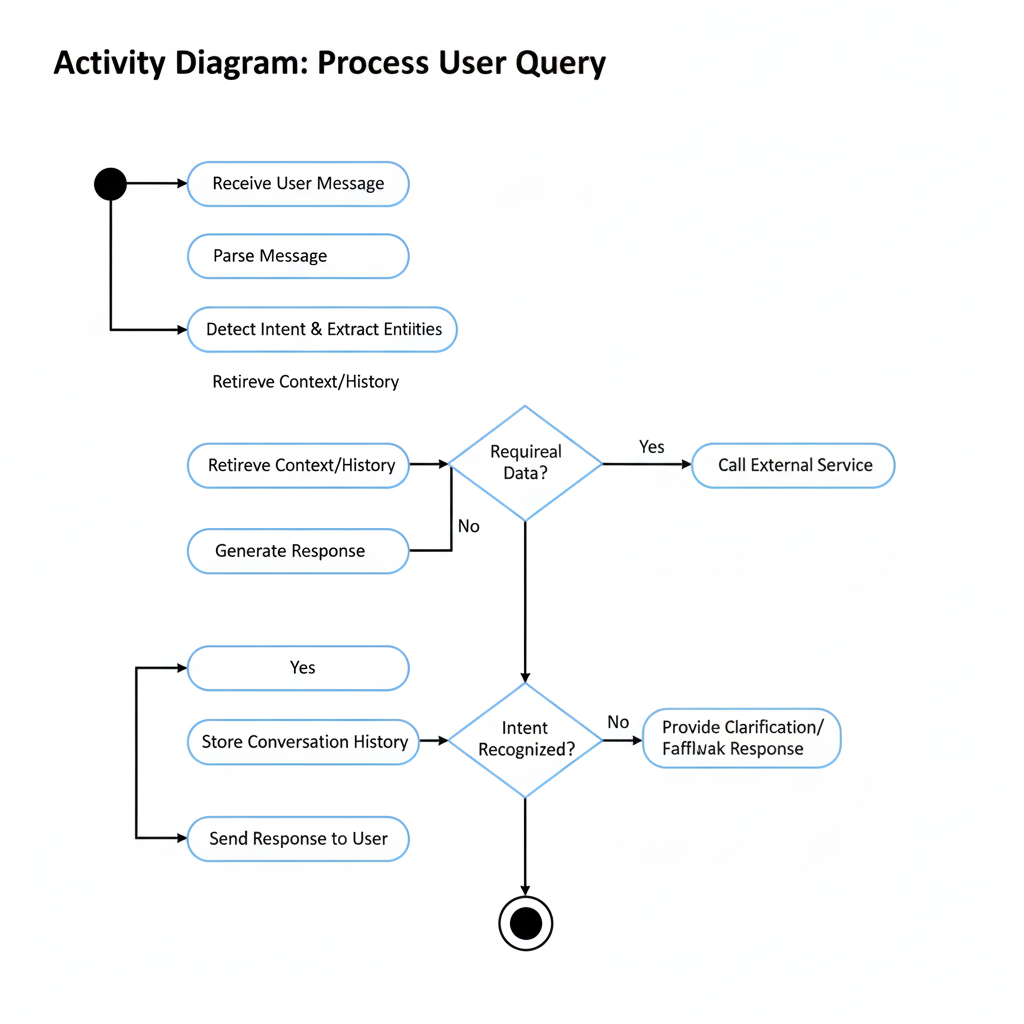 Activity Diagram: Process User Query
Receive User Message
Parse Message
Detect Intent & Extract Entities
Retireve Context/History
Retireve Context/History
Requireal
Data?
Yes
Call External Service
No
Generate Response
Yes
Store Conversation History
Intent
Recognized?
No
Provide Clarification/
Response
Send Response to User